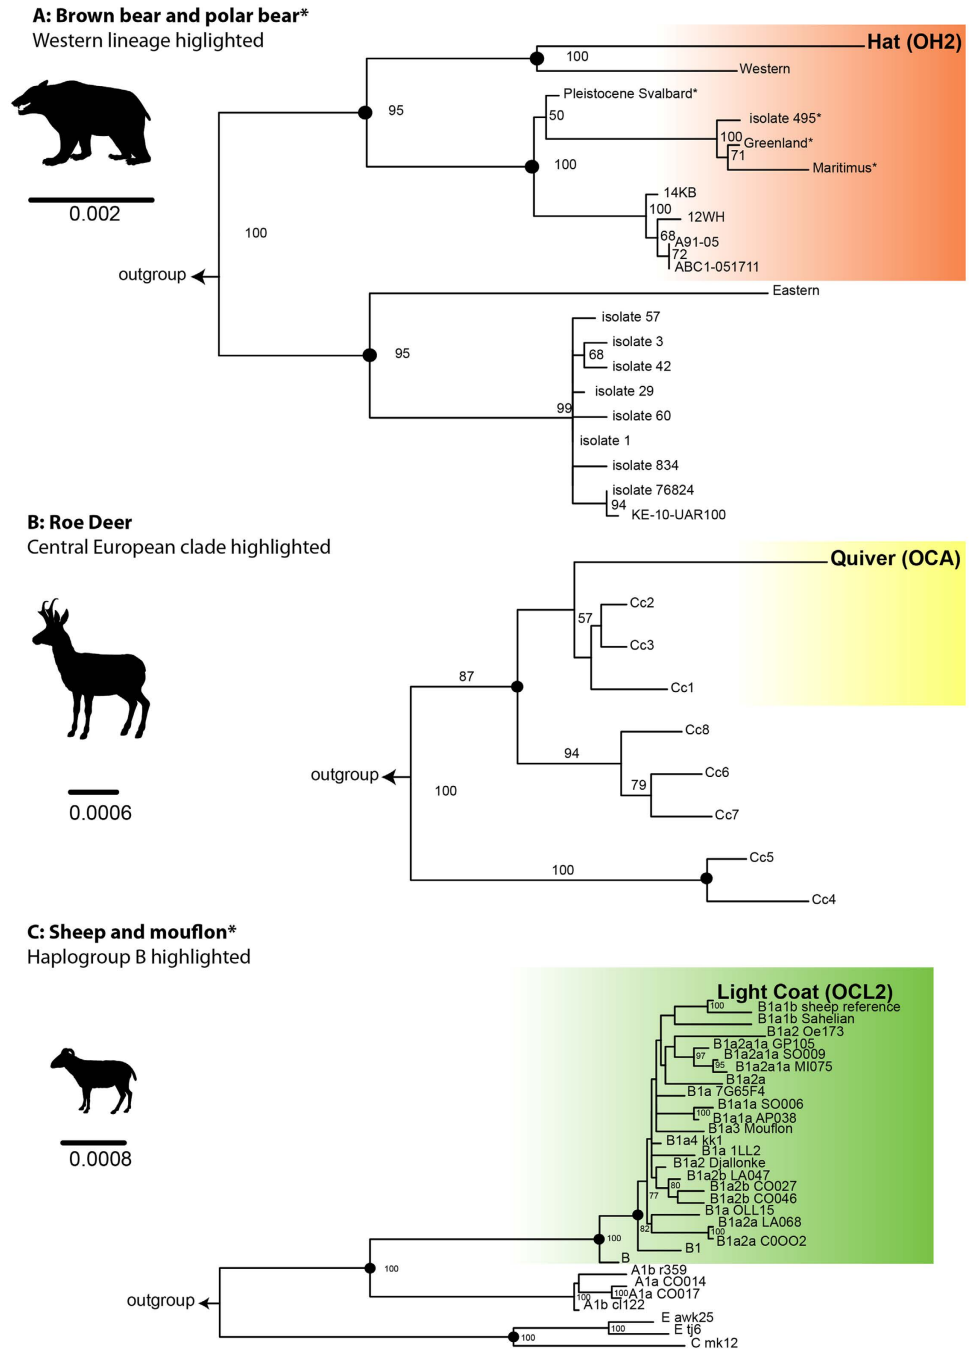 A: Brown bear and polar bear*
Western lineage higlighted
0.002
outgroup
100
95
100
Hat (OH2)
Western
100
Pleistocene Svalbard*
50
isolate 495*
100
Greenland*
71
Maritimus*
14KB
100
12WH
68
A91-05
72
ABC1-051711
Eastern
95
isolate 57
isolate 3
68
isolate 42
isolate 29
99
isolate 60
isolate 1
isolate 834
isolate 76824
94
KE-10-UAR100
B: Roe Deer
Central European clade highlighted
0.0006
outgroup
100
87
Quiver (OCA)
57
Cc2
Cc3
Cc1
94
Cc8
79
Cc6
Cc7
100
Cc5
Cc4
C: Sheep and mouflon*
Haplogroup B highlighted
0.0008
outgroup
Light Coat (OCL2)
100
B1a1b sheep reference
B1a1b Sahelian
B1a2 Oe173
B1a2a1a GP105
97
B1a2a1a SO009
95
B1a2a1a MI075
B1a2a
B1a 7G65F4
B1a1a SO006
100
B1a1a AP038
B1a3 Mouflon
B1a4 kk1
B1a 1LL2
B1a2 Djallonke
B1a2b LA047
80
B1a2b CO027
77
B1a2b CO046
B1a OLL15
B1a2a LA068
82
100
B1a2a C0OO2
100
B1
B
100
A1b r359
A1a CO014
100
100
A1a CO017
A1b cl122
E awk25
100
E tj6
100
C mk12